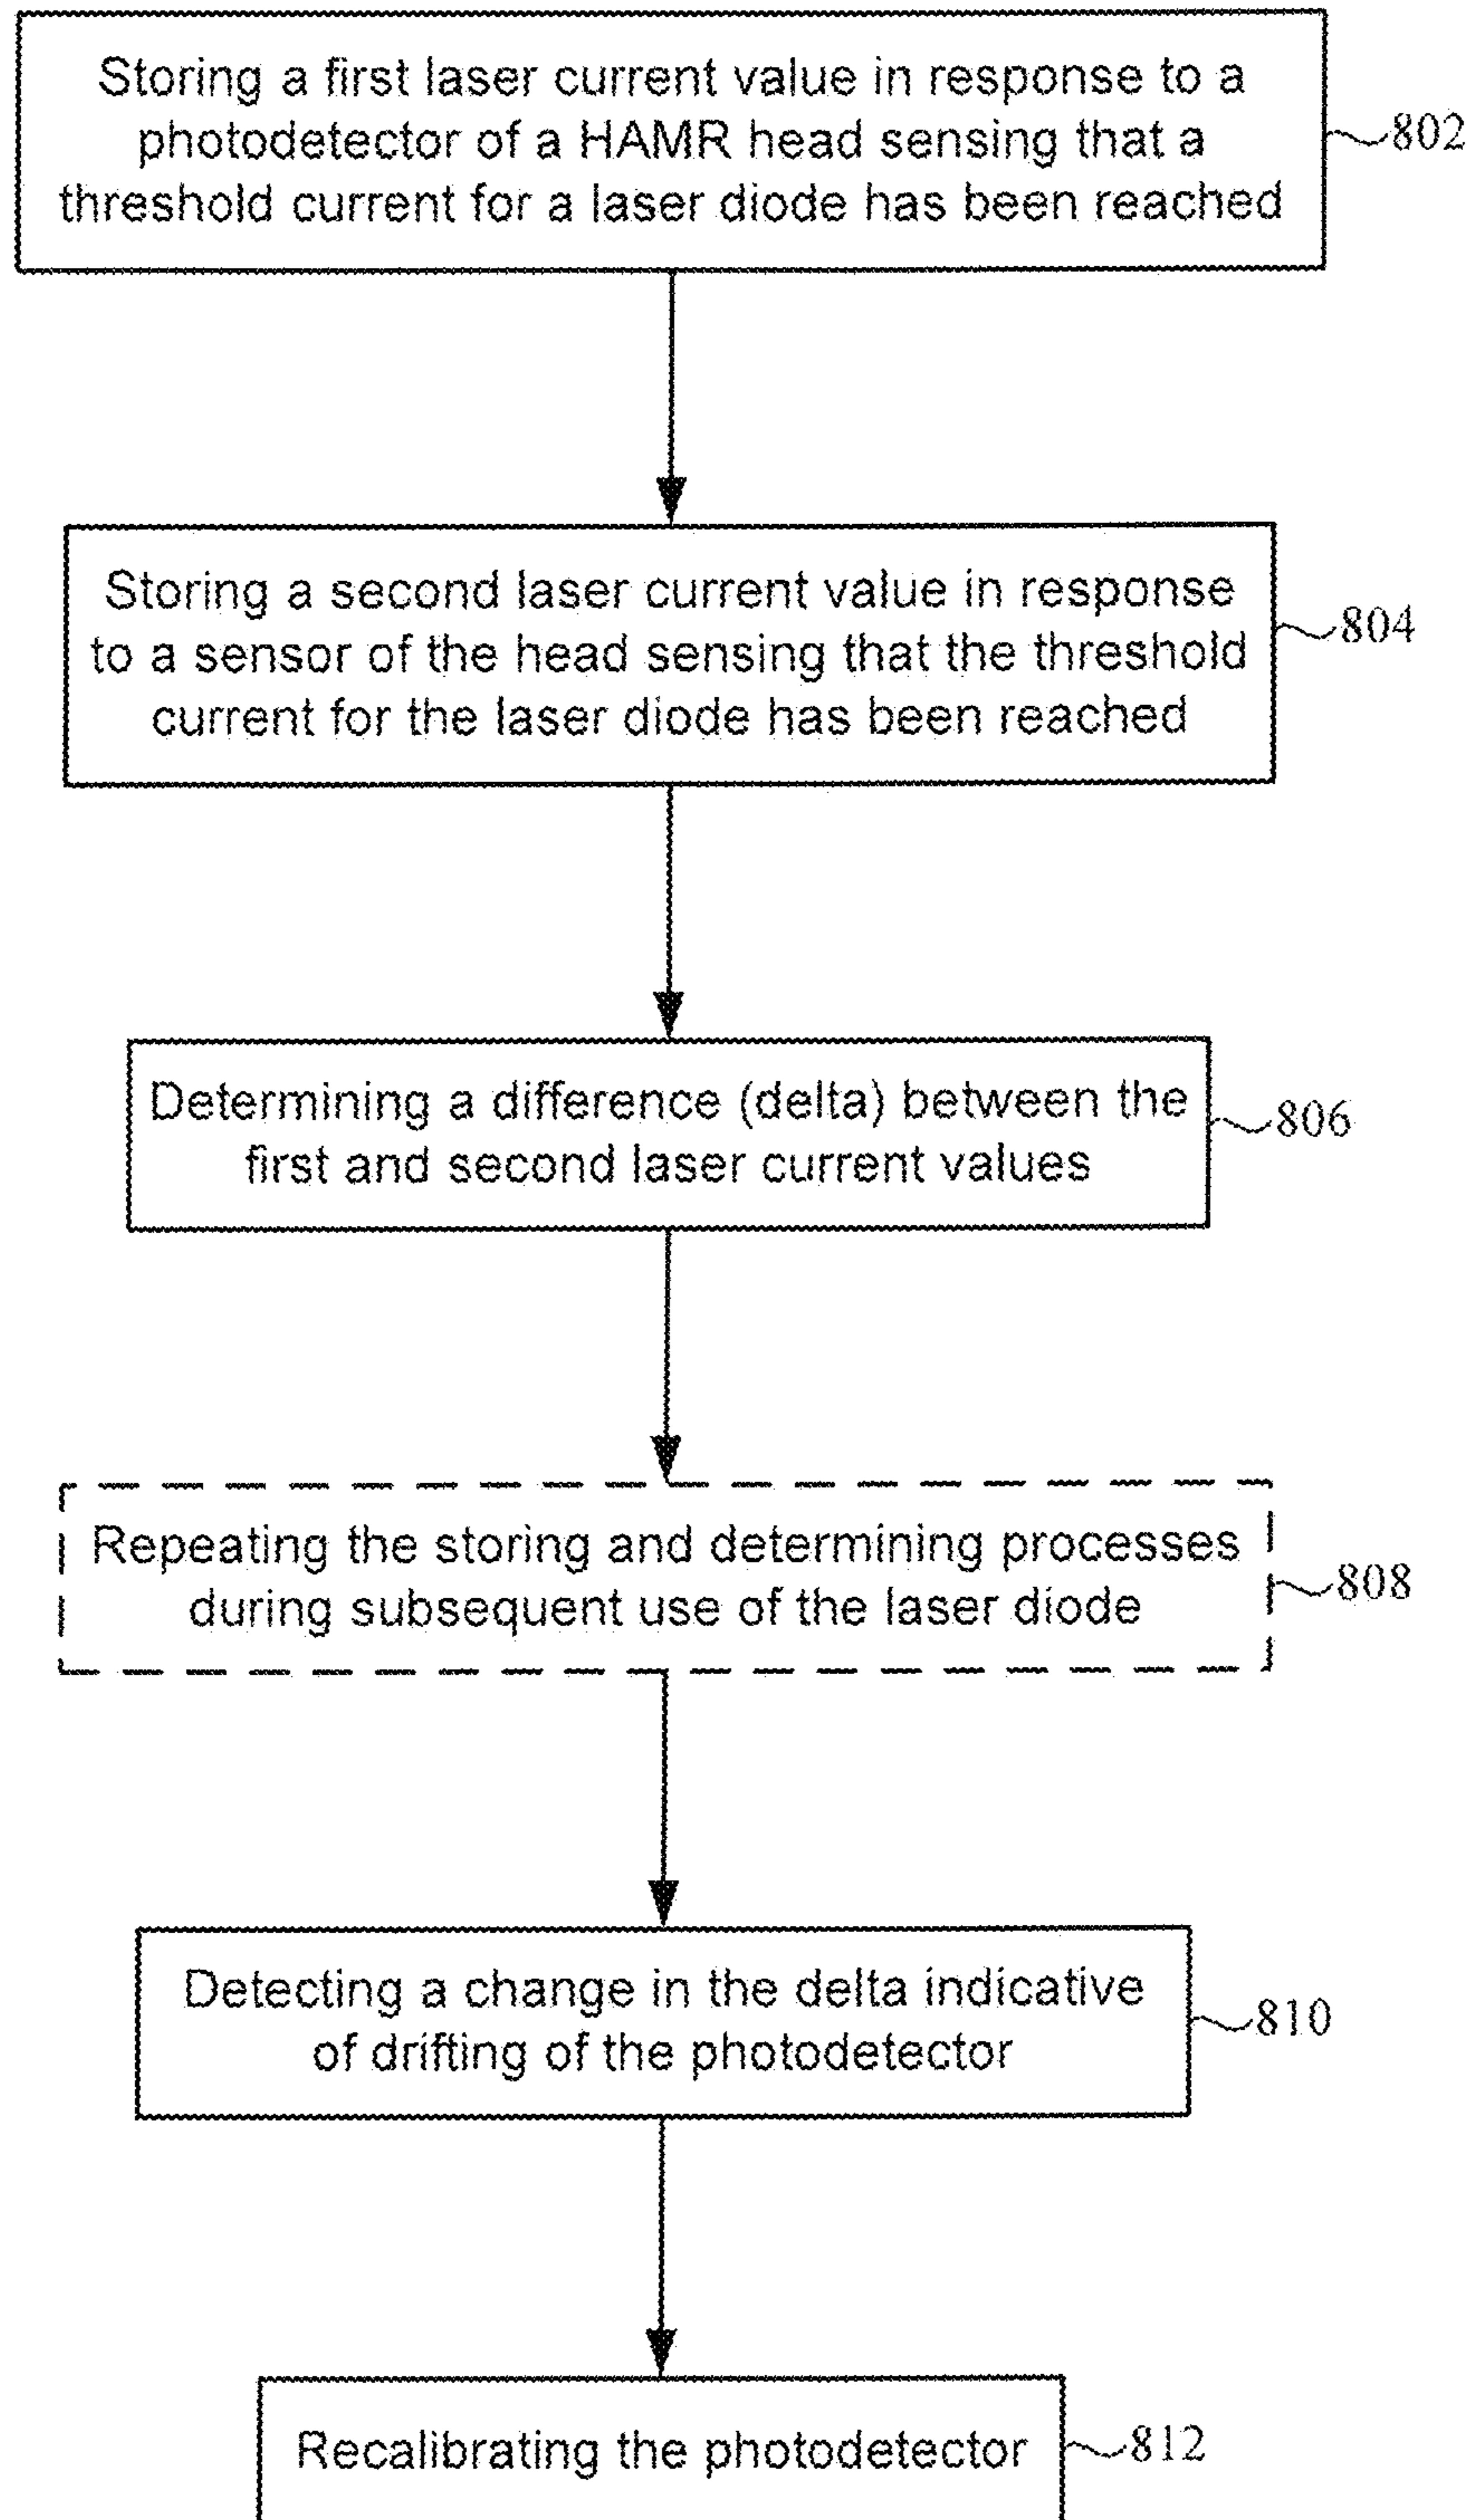 Storing a first laser current value in response to a
photodetector of a HAMR head sensing that a
threshold current for a laser diode has been reached
802
Storing a second laser current value in response
to a sensor of the head sensing that the threshold
current for the laser diode has been reached
804
Determining a difference (delta) between the
first and second laser current values
806
Repeating the storing and determining processes
during subsequent use of the laser diode
808
Detecting a change in the delta indicative
of drifting of the photodetector
810
Recalibrating the photodetector
812